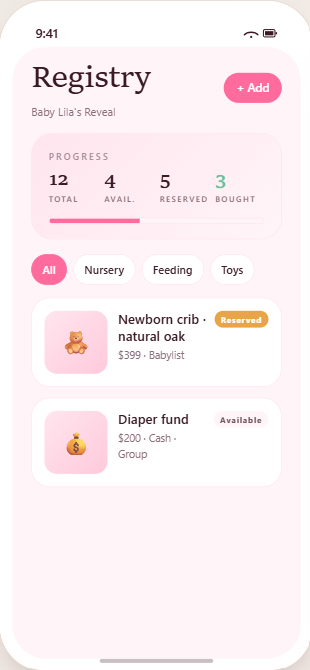 9:41
Registry
+ Add
Baby Lila's Reveal
PROGRESS
12 4 5 3
TOTAL AVAIL. RESERVED BOUGHT
All Nursery Feeding Toys
Newborn crib · Reserved
natural oak
$399 · Babylist
Diaper fund Available
$200 · Cash ·
Group